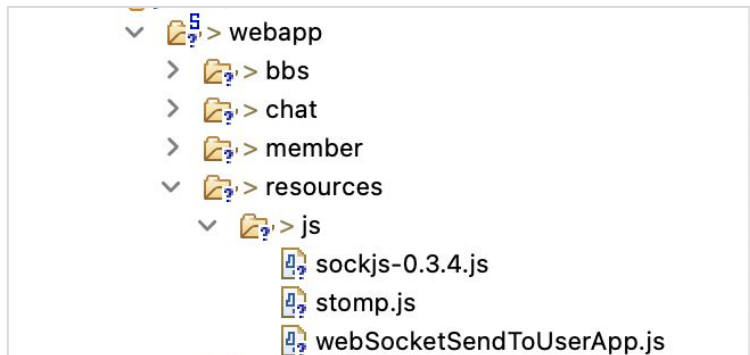 > webapp
> bbs
> chat
> member
> resources
> js
sockjs-0.3.4.js
stomp.js
webSocketSendToUserApp.js